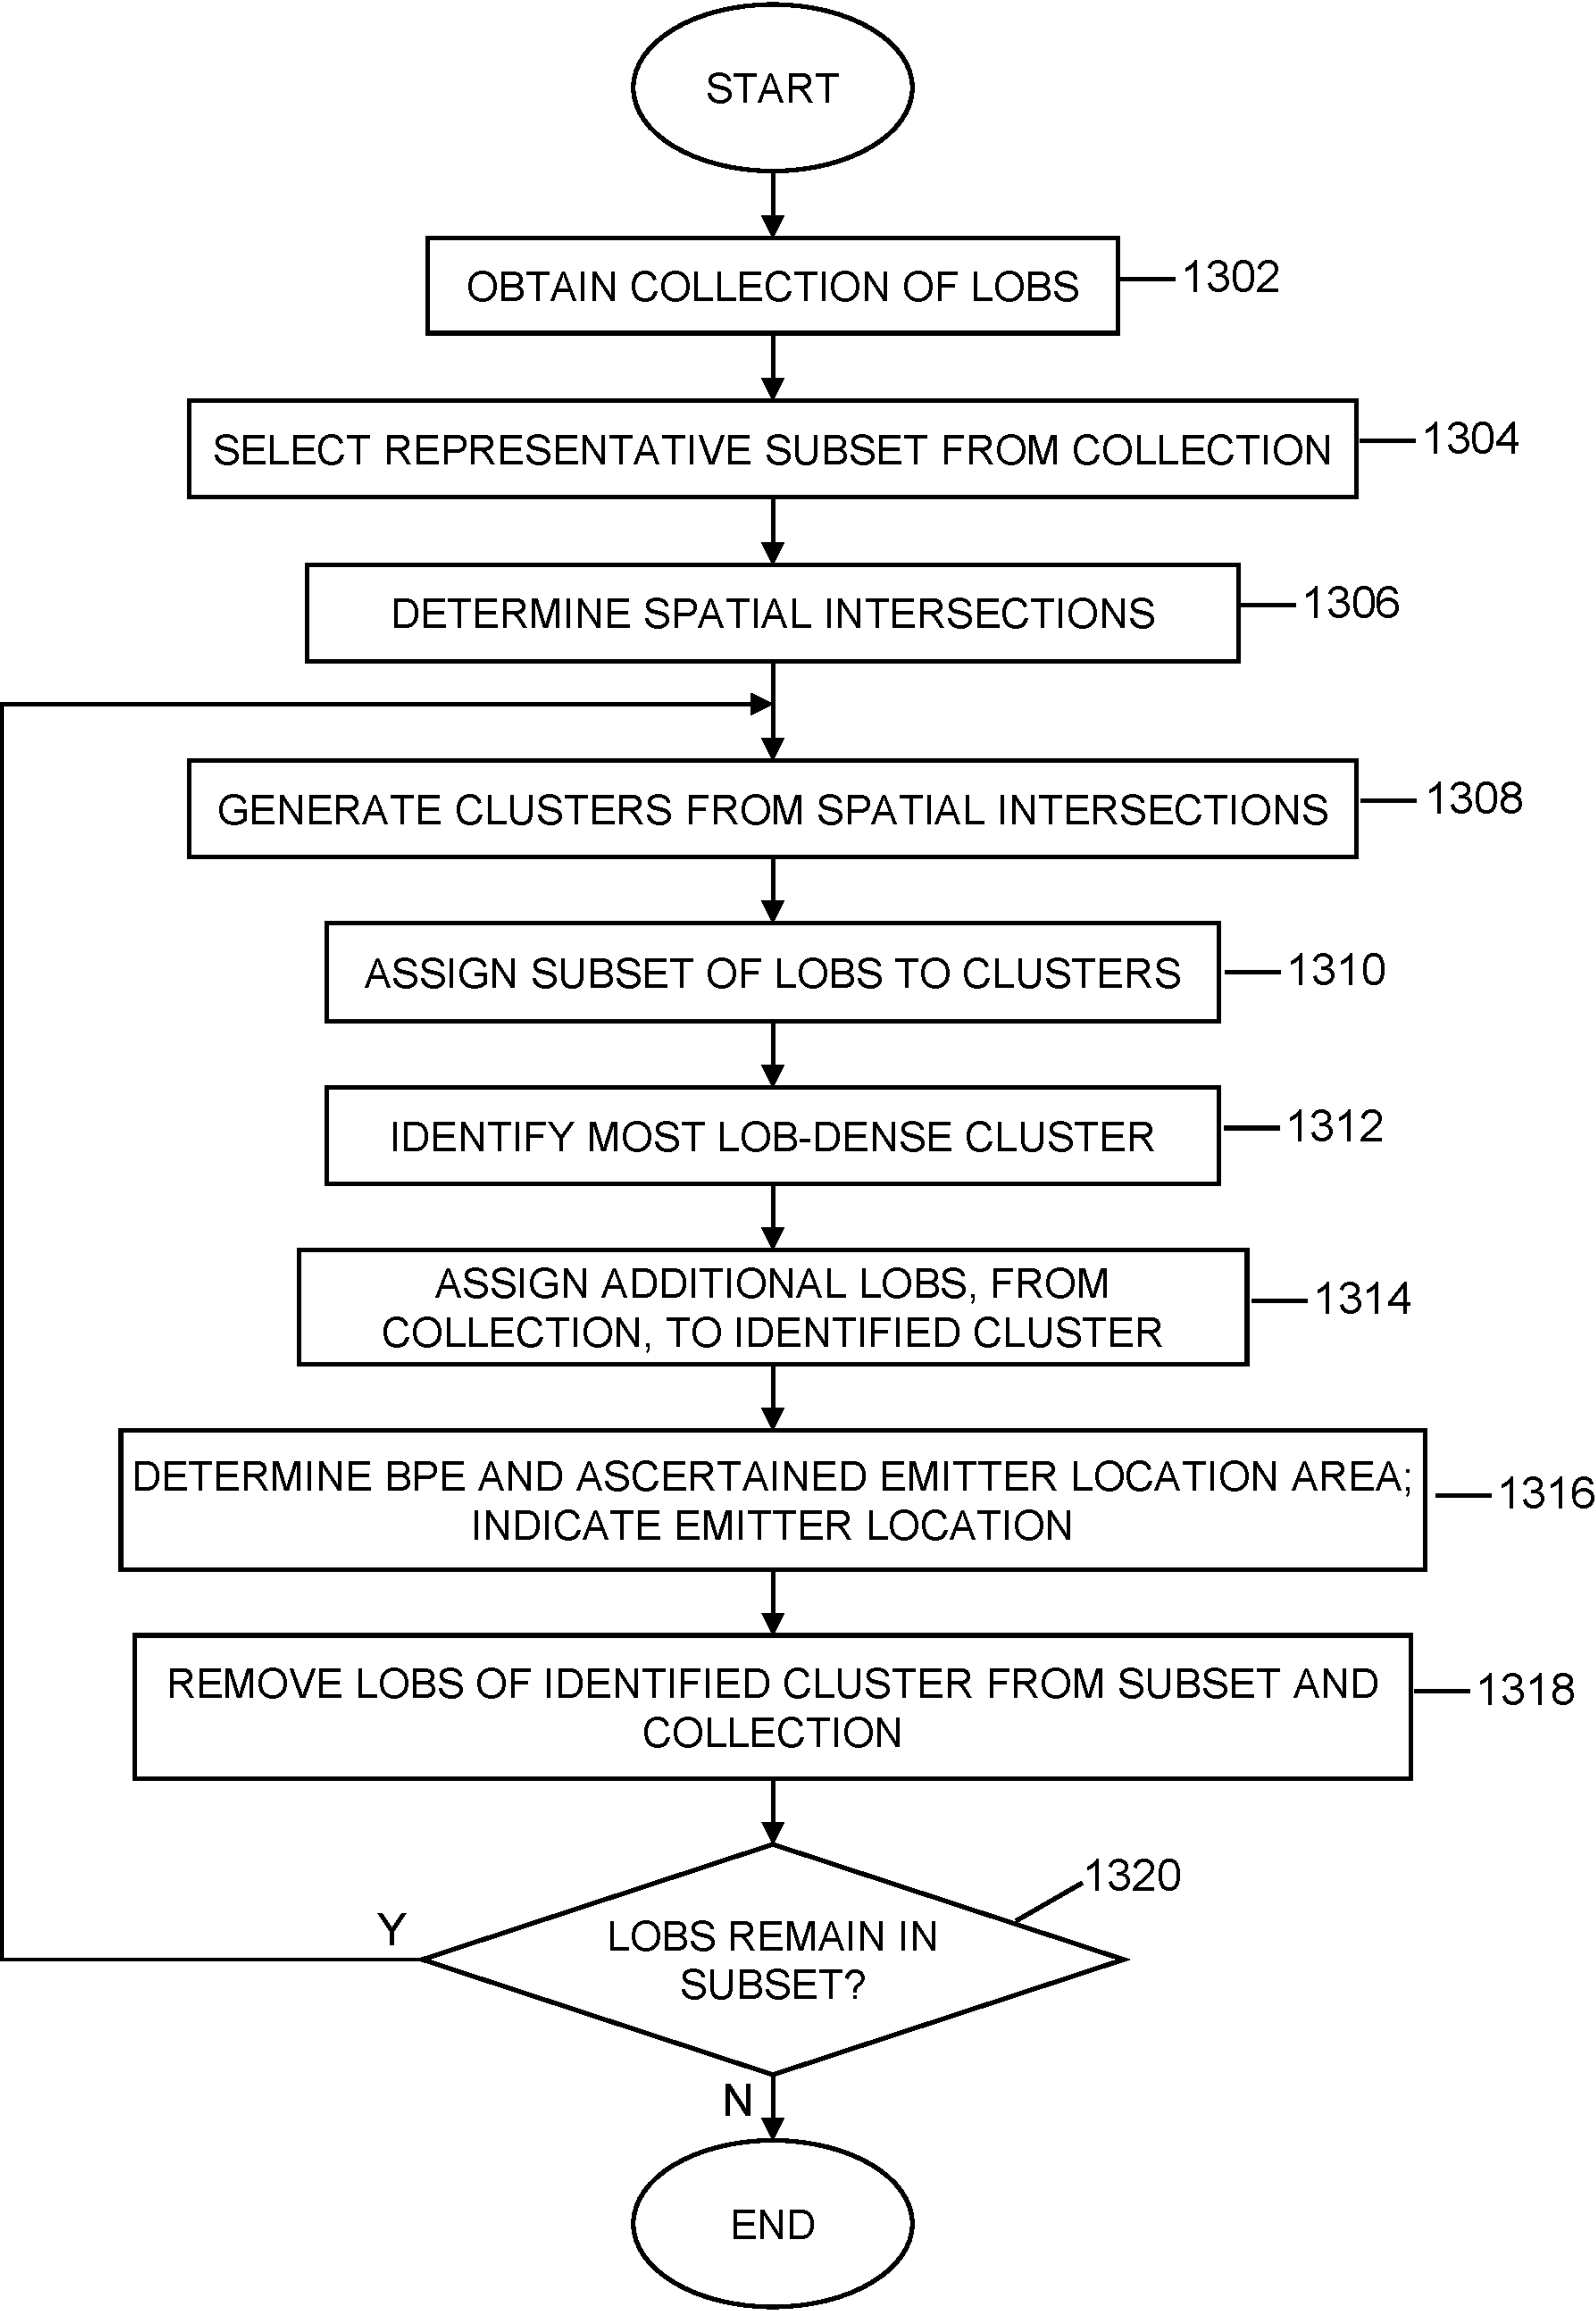 START
OBTAIN COLLECTION OF LOBS
1302
SELECT REPRESENTATIVE SUBSET FROM COLLECTION
1304
DETERMINE SPATIAL INTERSECTIONS
1306
GENERATE CLUSTERS FROM SPATIAL INTERSECTIONS
1308
ASSIGN SUBSET OF LOBS TO CLUSTERS
1310
IDENTIFY MOST LOB-DENSE CLUSTER
1312
ASSIGN ADDITIONAL LOBS, FROM
COLLECTION, TO IDENTIFIED CLUSTER
1314
DETERMINE BPE AND ASCERTAINED EMITTER LOCATION AREA;
INDICATE EMITTER LOCATION
1316
REMOVE LOBS OF IDENTIFIED CLUSTER FROM SUBSET AND
COLLECTION
1318
1320
Y
LOBS REMAIN IN
SUBSET?
N
END